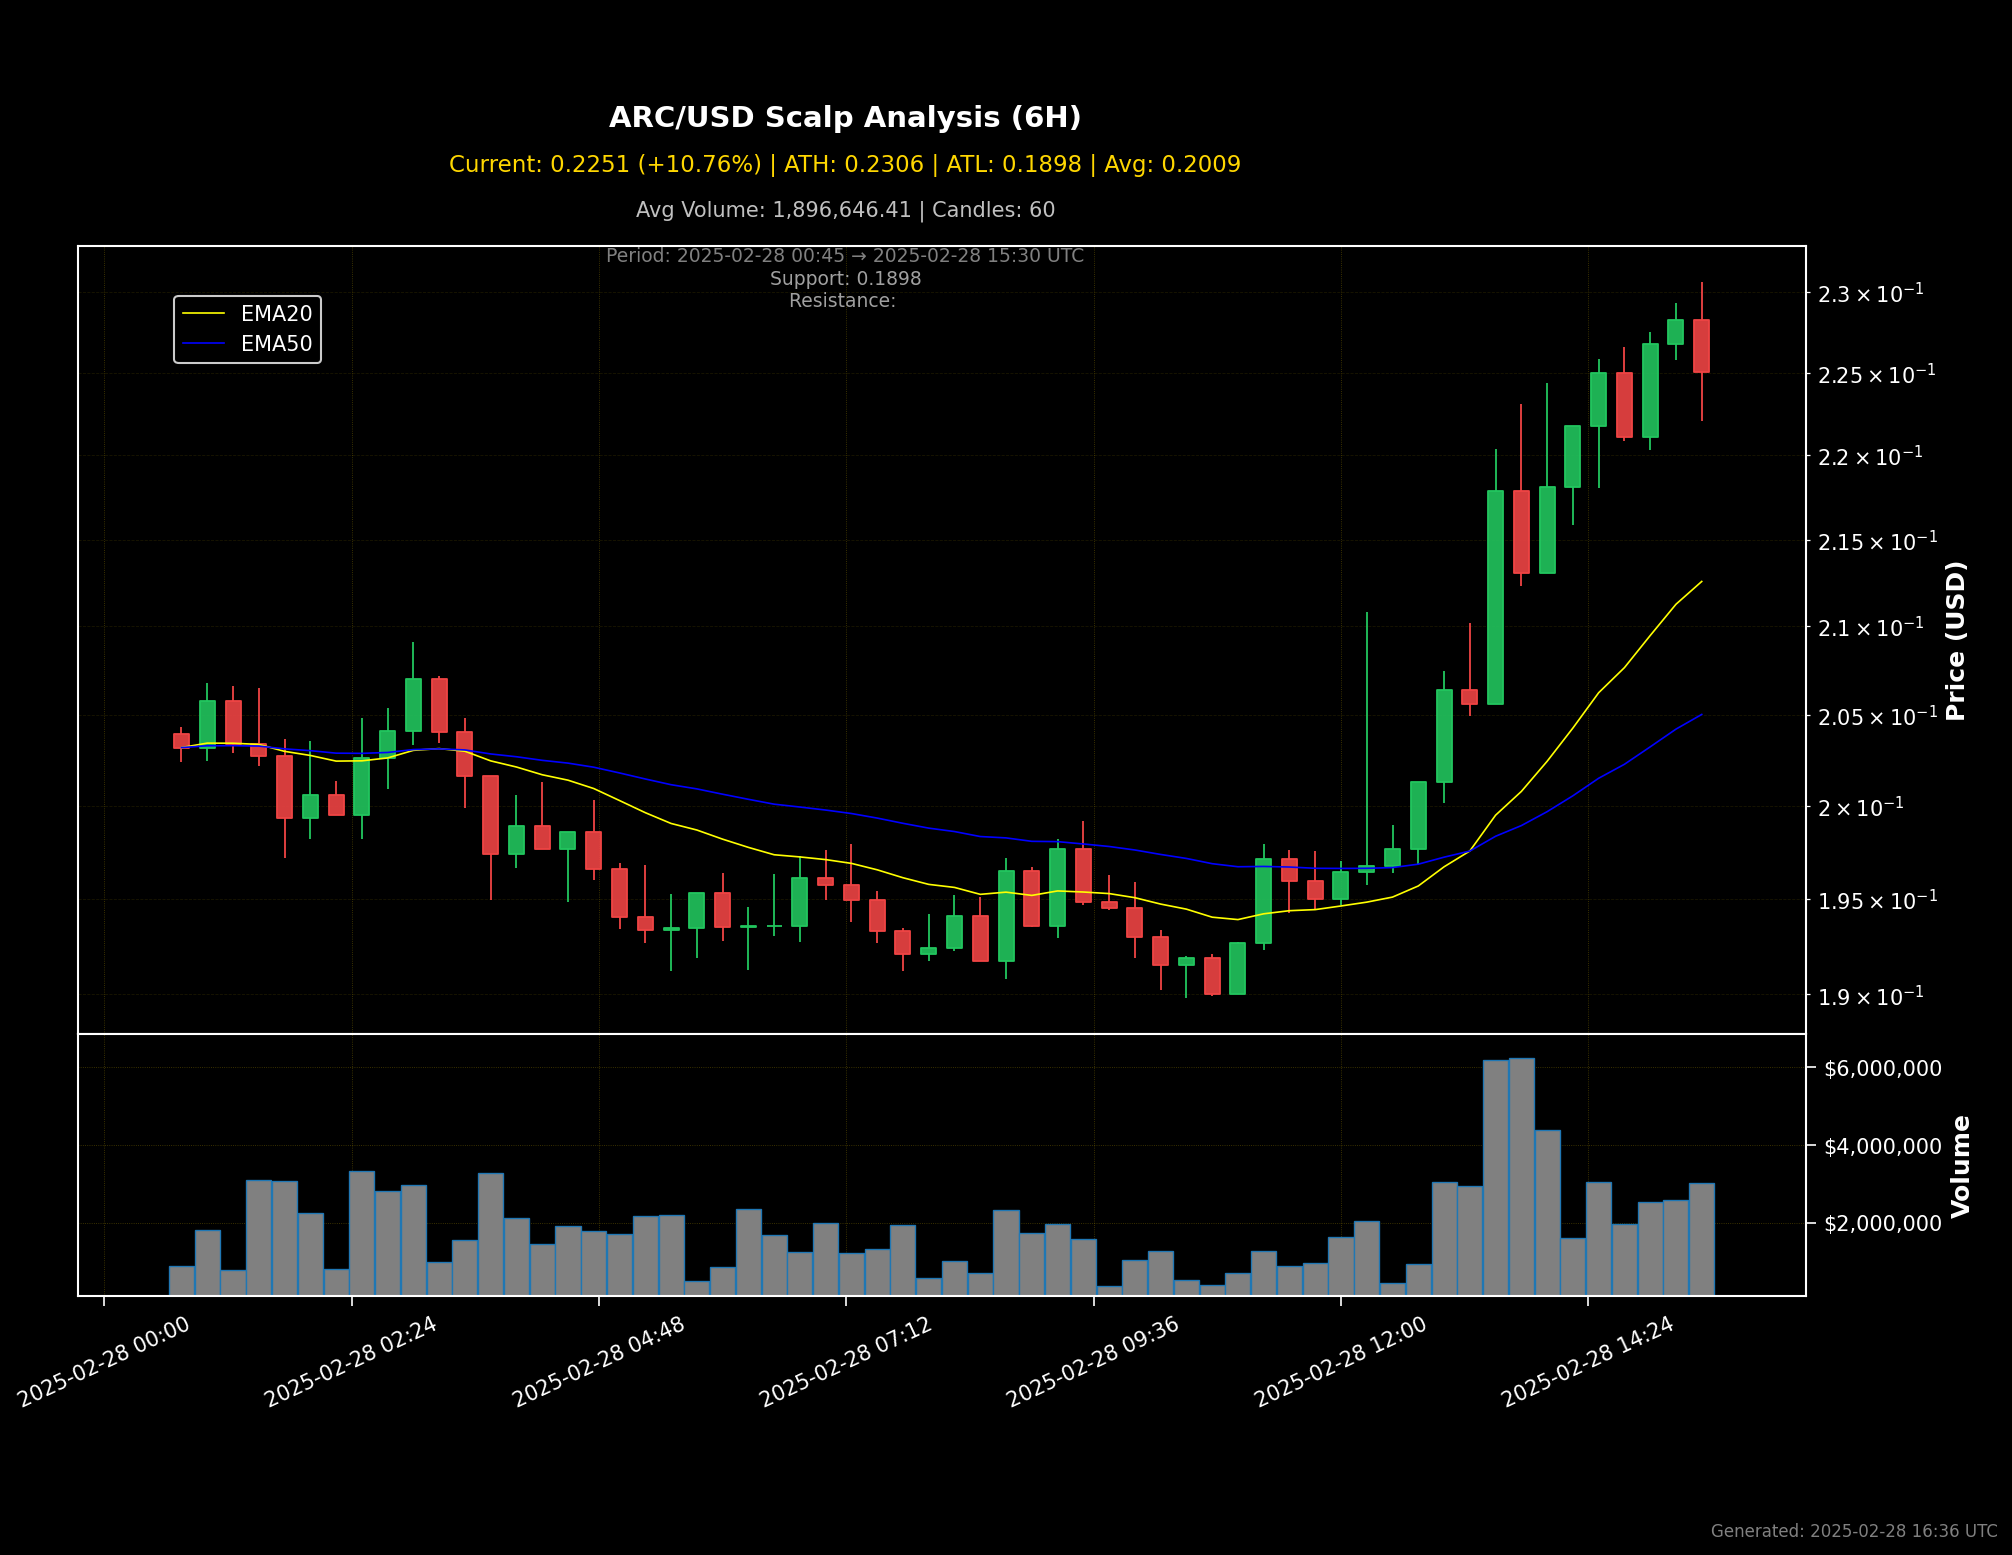 ARC/USD Scalp Analysis (6H)
Current: 0.2251 (+10.76%) | ATH: 0.2306 | ATL: 0.1898 | Avg: 0.2009
Avg Volume: 1,896,646.41 | Candles: 60
Period: 2025-02-28 00:45 → 2025-02-28 15:30 UTC
Support: 0.1898
Resistance:
EMA20
EMA50
2.3 × 10⁻¹
2.25 × 10⁻¹
2.2 × 10⁻¹
2.15 × 10⁻¹
2.1 × 10⁻¹
2.05 × 10⁻¹
2 × 10⁻¹
1.95 × 10⁻¹
1.9 × 10⁻¹
Price (USD)
$6,000,000
$4,000,000
$2,000,000
Volume
2025-02-28 00:00
2025-02-28 02:24
2025-02-28 04:48
2025-02-28 07:12
2025-02-28 09:36
2025-02-28 12:00
2025-02-28 14:24
Generated: 2025-02-28 16:36 UTC